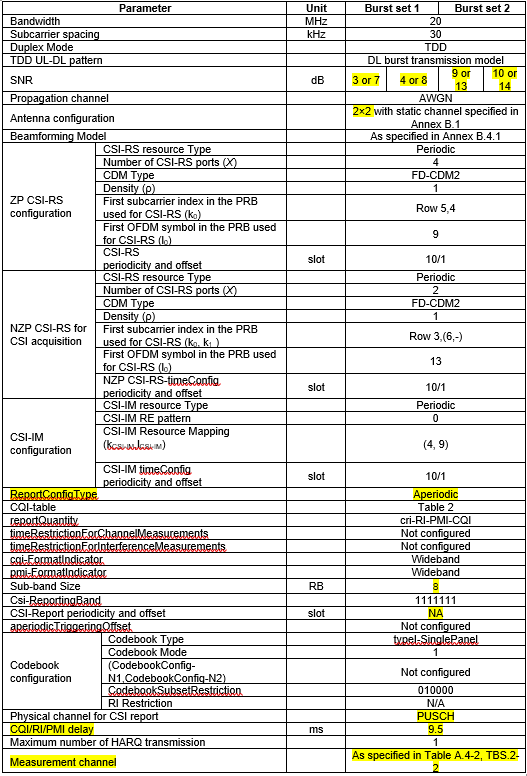 Parameter Unit Burst set 1 Burst set 2
Bandwidth MHz 20
Subcarrier spacing kHz 30
Duplex Mode TDD
TDD UL-DL pattern DL burst transmission model
SNR dB 3 or 7 4 or 8 9 or 13 10 or 14
Propagation channel AWGN
Antenna configuration 2×2 with static channel specified in
Annex B.1
Beamforming Model As specified in Annex B.4.1
ZP CSI-RS
configuration
CSI-RS resource Type Periodic
Number of CSI-RS ports (X) 4
CDM Type FD-CDM2
Density (ρ) 1
First subcarrier index in the PRB
used for CSI-RS (k₀) Row 5,4
First OFDM symbol in the PRB used
for CSI-RS (l₀) 9
CSI-RS
periodicity and offset slot 10/1
NZP CSI-RS for
CSI acquisition
CSI-RS resource Type Periodic
Number of CSI-RS ports (X) 2
CDM Type FD-CDM2
Density (ρ) 1
First subcarrier index in the PRB
used for CSI-RS (k₀, k₁ ) Row 3,(6,-)
First OFDM symbol in the PRB used
for CSI-RS (l₀) 13
NZP CSI-RS-timeConfig
periodicity and offset slot 10/1
CSI-IM
configuration
CSI-IM resource Type Periodic
CSI-IM RE pattern 0
CSI-IM Resource Mapping
(kCSI-IM,lCSI-IM) (4, 9)
CSI-IM timeConfig
periodicity and offset slot 10/1
ReportConfigType Aperiodic
CQI-table Table 2
reportQuantity cri-RI-PMI-CQI
timeRestrictionForChannelMeasurements Not configured
timeRestrictionForInterferenceMeasurements Not configured
cqi-FormatIndicator Wideband
pmi-FormatIndicator Wideband
Sub-band Size RB 8
Csi-ReportingBand 1111111
CSI-Report periodicity and offset slot NA
aperiodicTriggeringOffset Not configured
Codebook
configuration
Codebook Type typeI-SinglePanel
Codebook Mode 1
(CodebookConfig-
N1,CodebookConfig-N2) Not configured
CodebookSubsetRestriction 010000
RI Restriction N/A
Physical channel for CSI report PUSCH
CQI/RI/PMI delay ms 9.5
Maximum number of HARQ transmission 1
Measurement channel As specified in Table A.4-2, TBS.2-
2